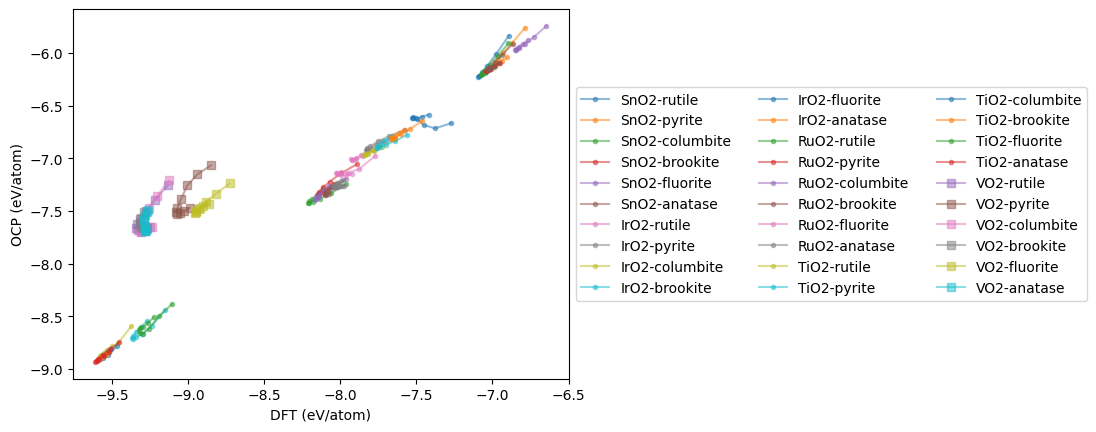 −6.0
−6.5
−7.0
−7.5
−8.0
−8.5
−9.0
OCP (eV/atom)
−9.5 −9.0 −8.5 −8.0 −7.5 −7.0 −6.5
DFT (eV/atom)
SnO2-rutile IrO2-fluorite TiO2-columbite
SnO2-pyrite IrO2-anatase TiO2-brookite
SnO2-columbite RuO2-rutile TiO2-fluorite
SnO2-brookite RuO2-pyrite TiO2-anatase
SnO2-fluorite RuO2-columbite VO2-rutile
SnO2-anatase RuO2-brookite VO2-pyrite
IrO2-rutile RuO2-fluorite VO2-columbite
IrO2-pyrite RuO2-anatase VO2-brookite
IrO2-columbite TiO2-rutile VO2-fluorite
IrO2-brookite TiO2-pyrite VO2-anatase